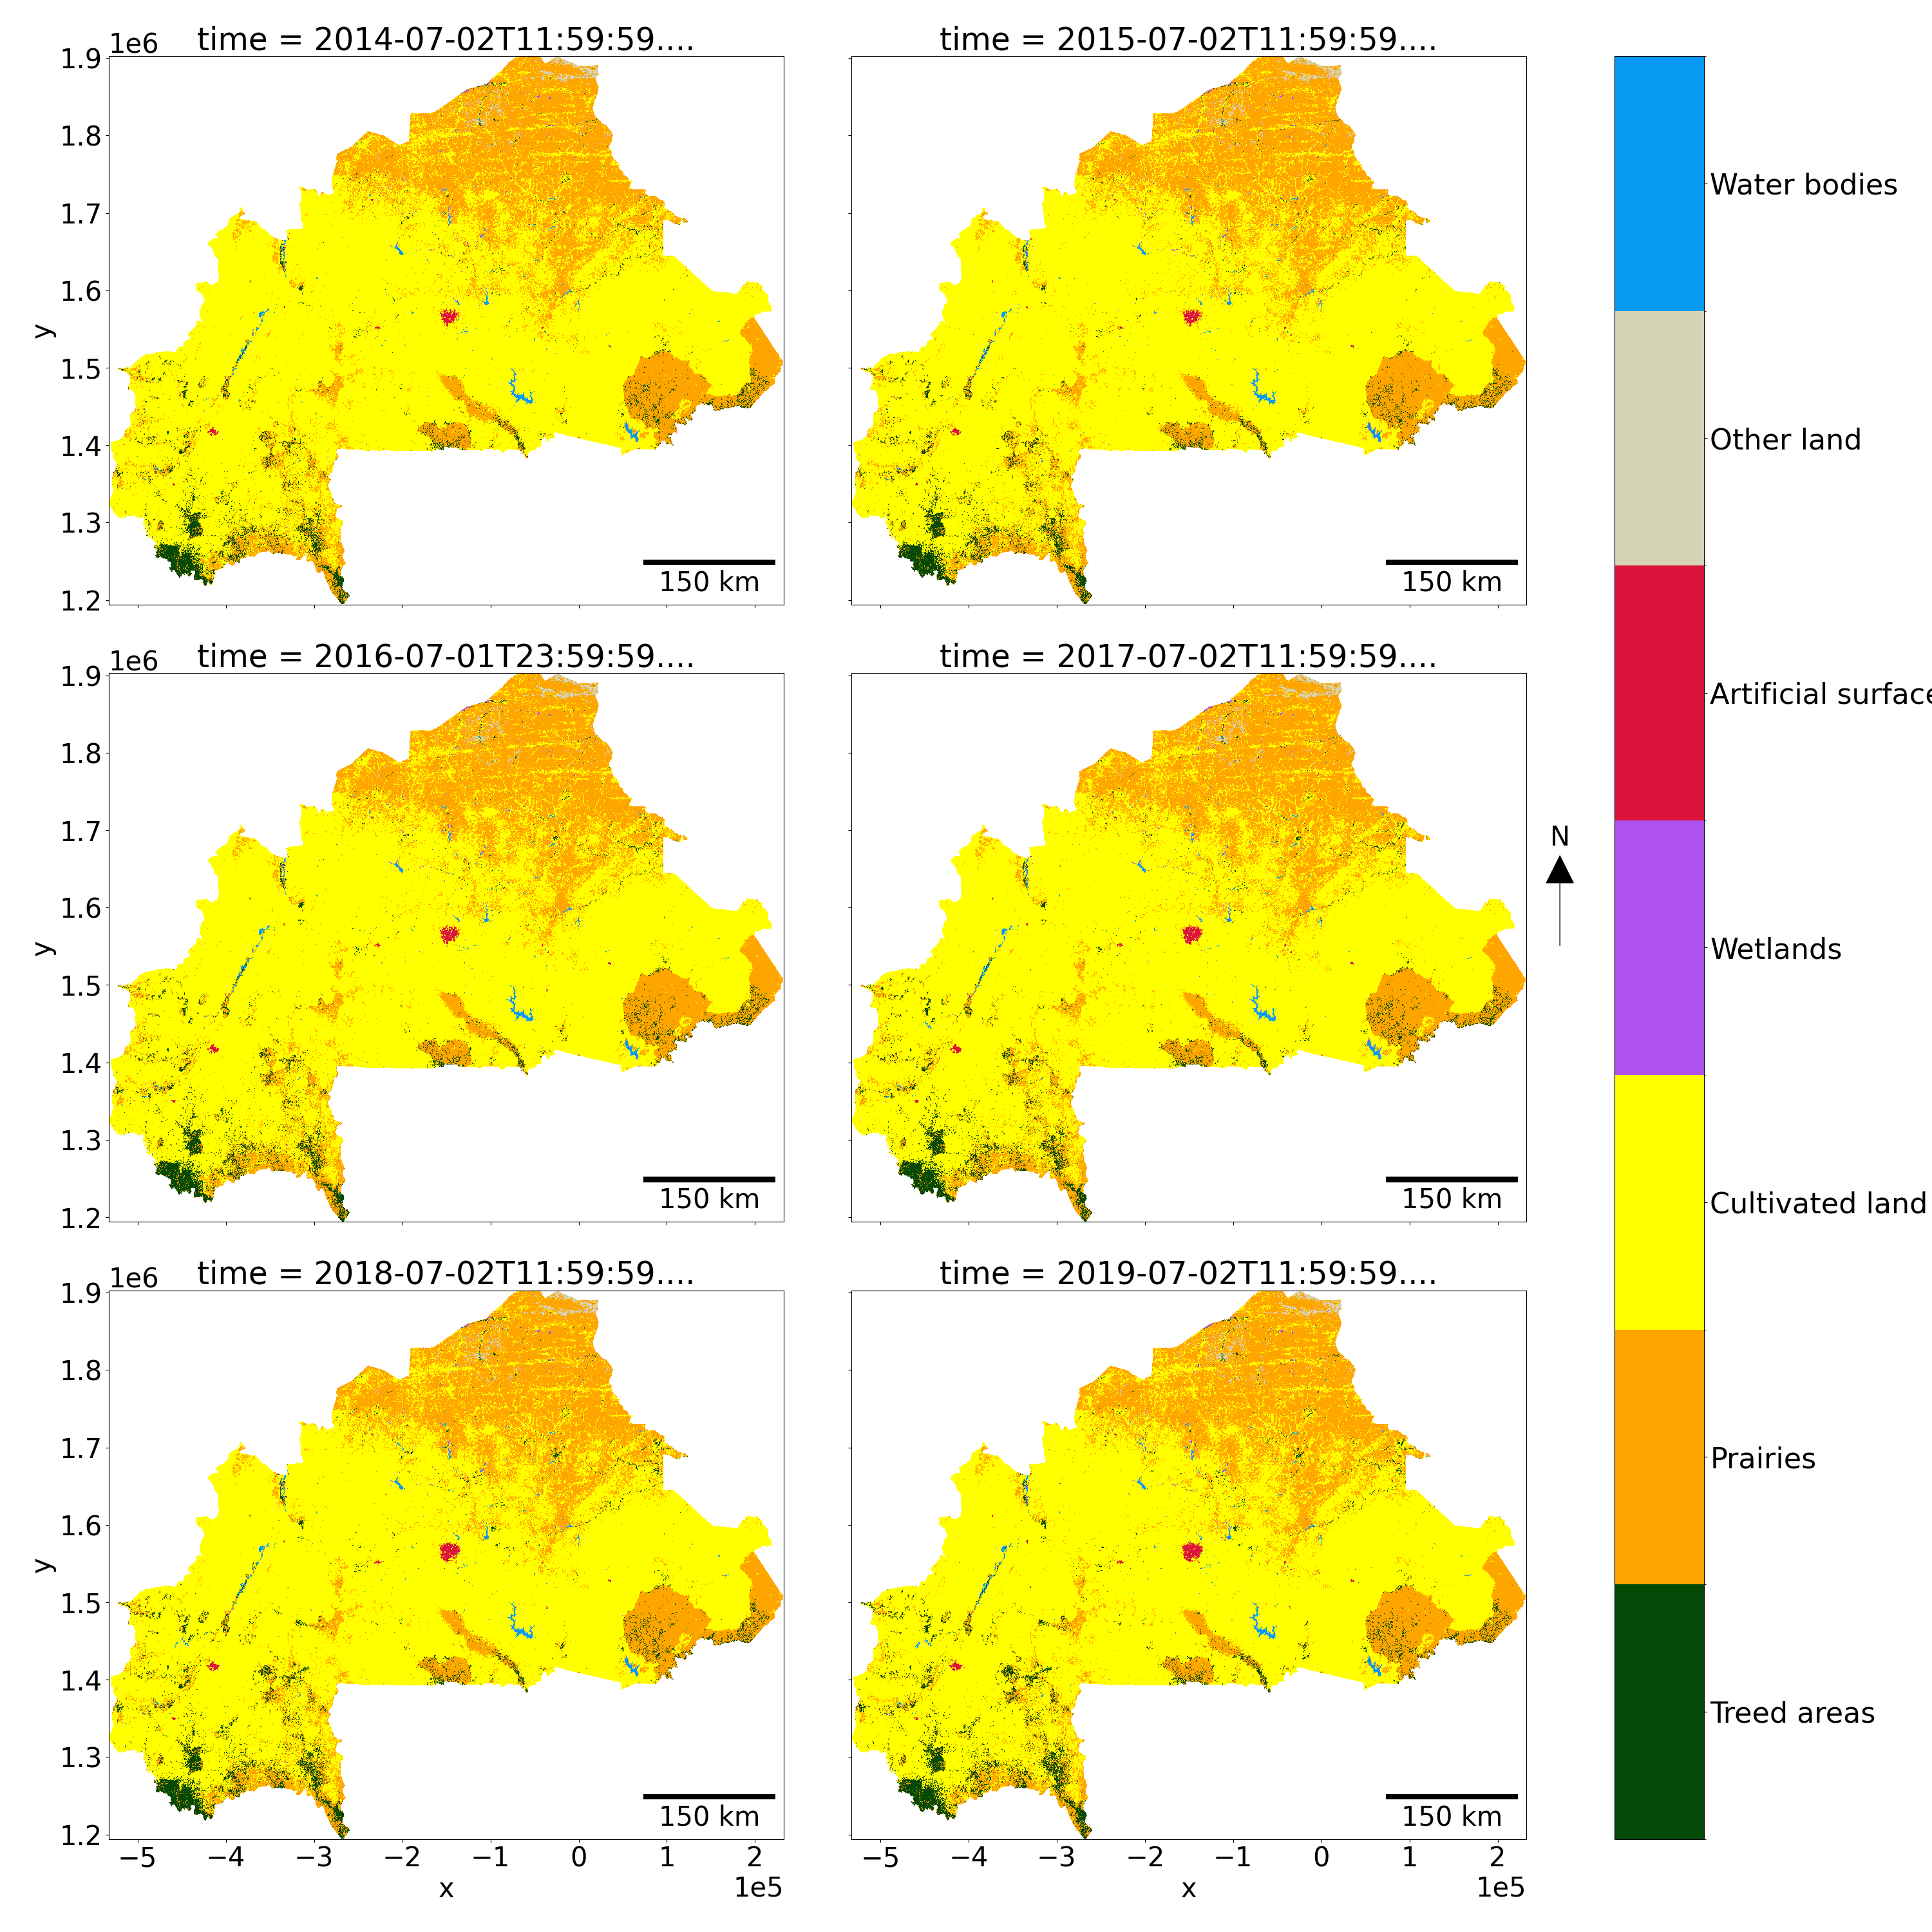 time = 2014-07-02T11:59:59....
time = 2015-07-02T11:59:59....
1e6
1.9
1.8
1.7
1.6
1.5
1.4
1.3
1.2
y
150 km
150 km
time = 2016-07-01T23:59:59....
time = 2017-07-02T11:59:59....
1e6
1.9
1.8
1.7
1.6
1.5
1.4
1.3
1.2
y
150 km
150 km
N
time = 2018-07-02T11:59:59....
time = 2019-07-02T11:59:59....
1e6
1.9
1.8
1.7
1.6
1.5
1.4
1.3
1.2
y
150 km
150 km
−5 −4 −3 −2 −1 0 1 2
x
1e5
−5 −4 −3 −2 −1 0 1 2
x
1e5
Water bodies
Other land
Artificial surface
Wetlands
Cultivated land
Prairies
Treed areas